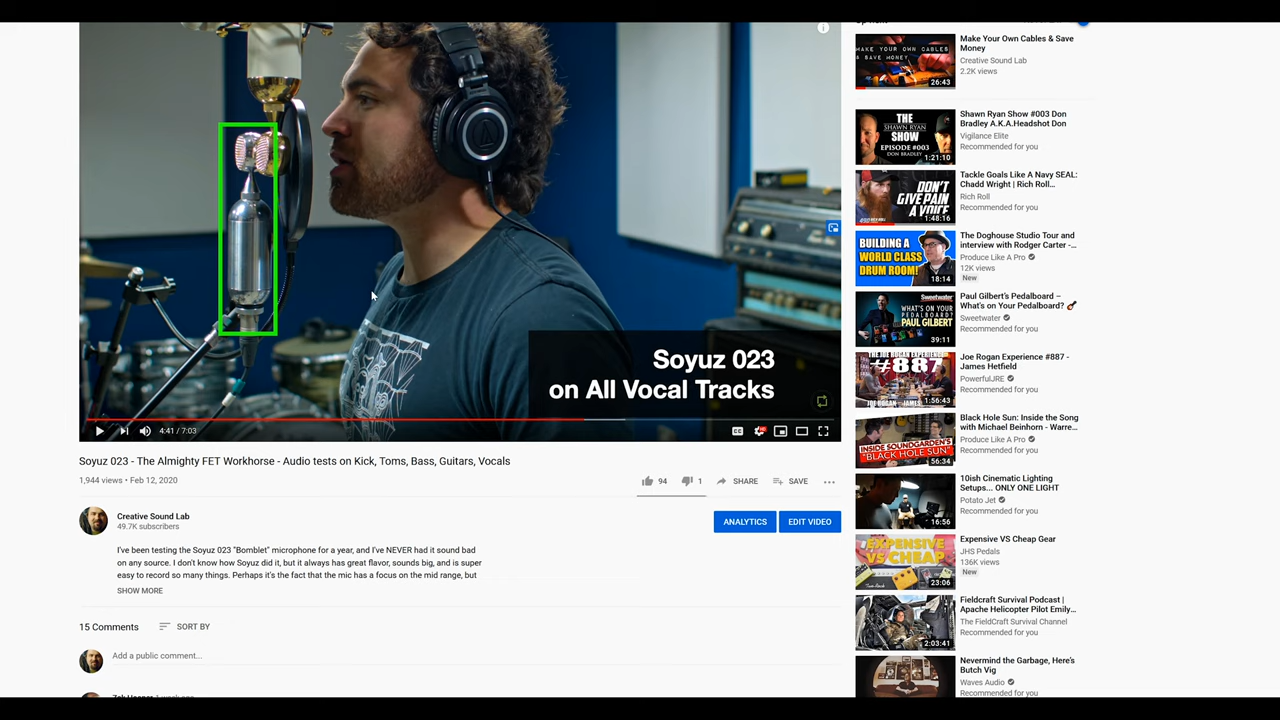 Soyuz 023
on All Vocal Tracks
4:41 / 7:03
Soyuz 023 - The Almighty FET Workhorse - Audio tests on Kick, Toms, Bass, Guitars, Vocals
1,944 views • Feb 12, 2020
94
1
SHARE
SAVE
Creative Sound Lab
49.7K subscribers
ANALYTICS
EDIT VIDEO
I've been testing the Soyuz 023 "Bomblet" microphone for a year, and I've NEVER had it sound bad
on any source. I don't know how Soyuz did it, but it always has great flavor, sounds big, and is super
easy to record so many things. Perhaps it's the fact that the mic has a focus on the mid range, but
SHOW MORE
15 Comments
SORT BY
Add a public comment...
MAKE YOUR OWN CABLES
& SAVE MONEY
26:43
Make Your Own Cables & Save
Money
Creative Sound Lab
2.2K views
THE
SHAWN RYAN
SHOW
EPISODE #003
DON BRADLEY
1:21:10
Shawn Ryan Show #003 Don
Bradley A.K.A.Headshot Don
Vigilance Elite
Recommended for you
DON'T
GIVE PAIN
A VOICE
1:48:16
Tackle Goals Like A Navy SEAL:
Chadd Wright | Rich Roll...
Rich Roll
Recommended for you
BUILDING A
WORLD CLASS
DRUM ROOM!
18:14
The Doghouse Studio Tour and
interview with Rodger Carter -...
Produce Like A Pro
12K views
New
Sweetwater
WHAT'S ON YOUR
PEDALBOARD?
PAUL GILBERT
39:11
Paul Gilbert's Pedalboard –
What's on Your Pedalboard?
Sweetwater
Recommended for you
THE JOE ROGAN EXPERIENCE
#887
1:56:43
Joe Rogan Experience #887 -
James Hetfield
PowerfulJRE
Recommended for you
INSIDE SOUNDGARDEN'S
"BLACK HOLE SUN"
56:34
Black Hole Sun: Inside the Song
with Michael Beinhorn - Warre...
Produce Like A Pro
Recommended for you
16:56
10ish Cinematic Lighting
Setups... ONLY ONE LIGHT
Potato Jet
Recommended for you
EXPENSIVE
VS CHEAP
23:06
Expensive VS Cheap Gear
JHS Pedals
136K views
New
2:03:41
Fieldcraft Survival Podcast |
Apache Helicopter Pilot Emily...
The FieldCraft Survival Channel
Recommended for you
Nevermind the Garbage, Here's
Butch Vig
Waves Audio
Recommended for you